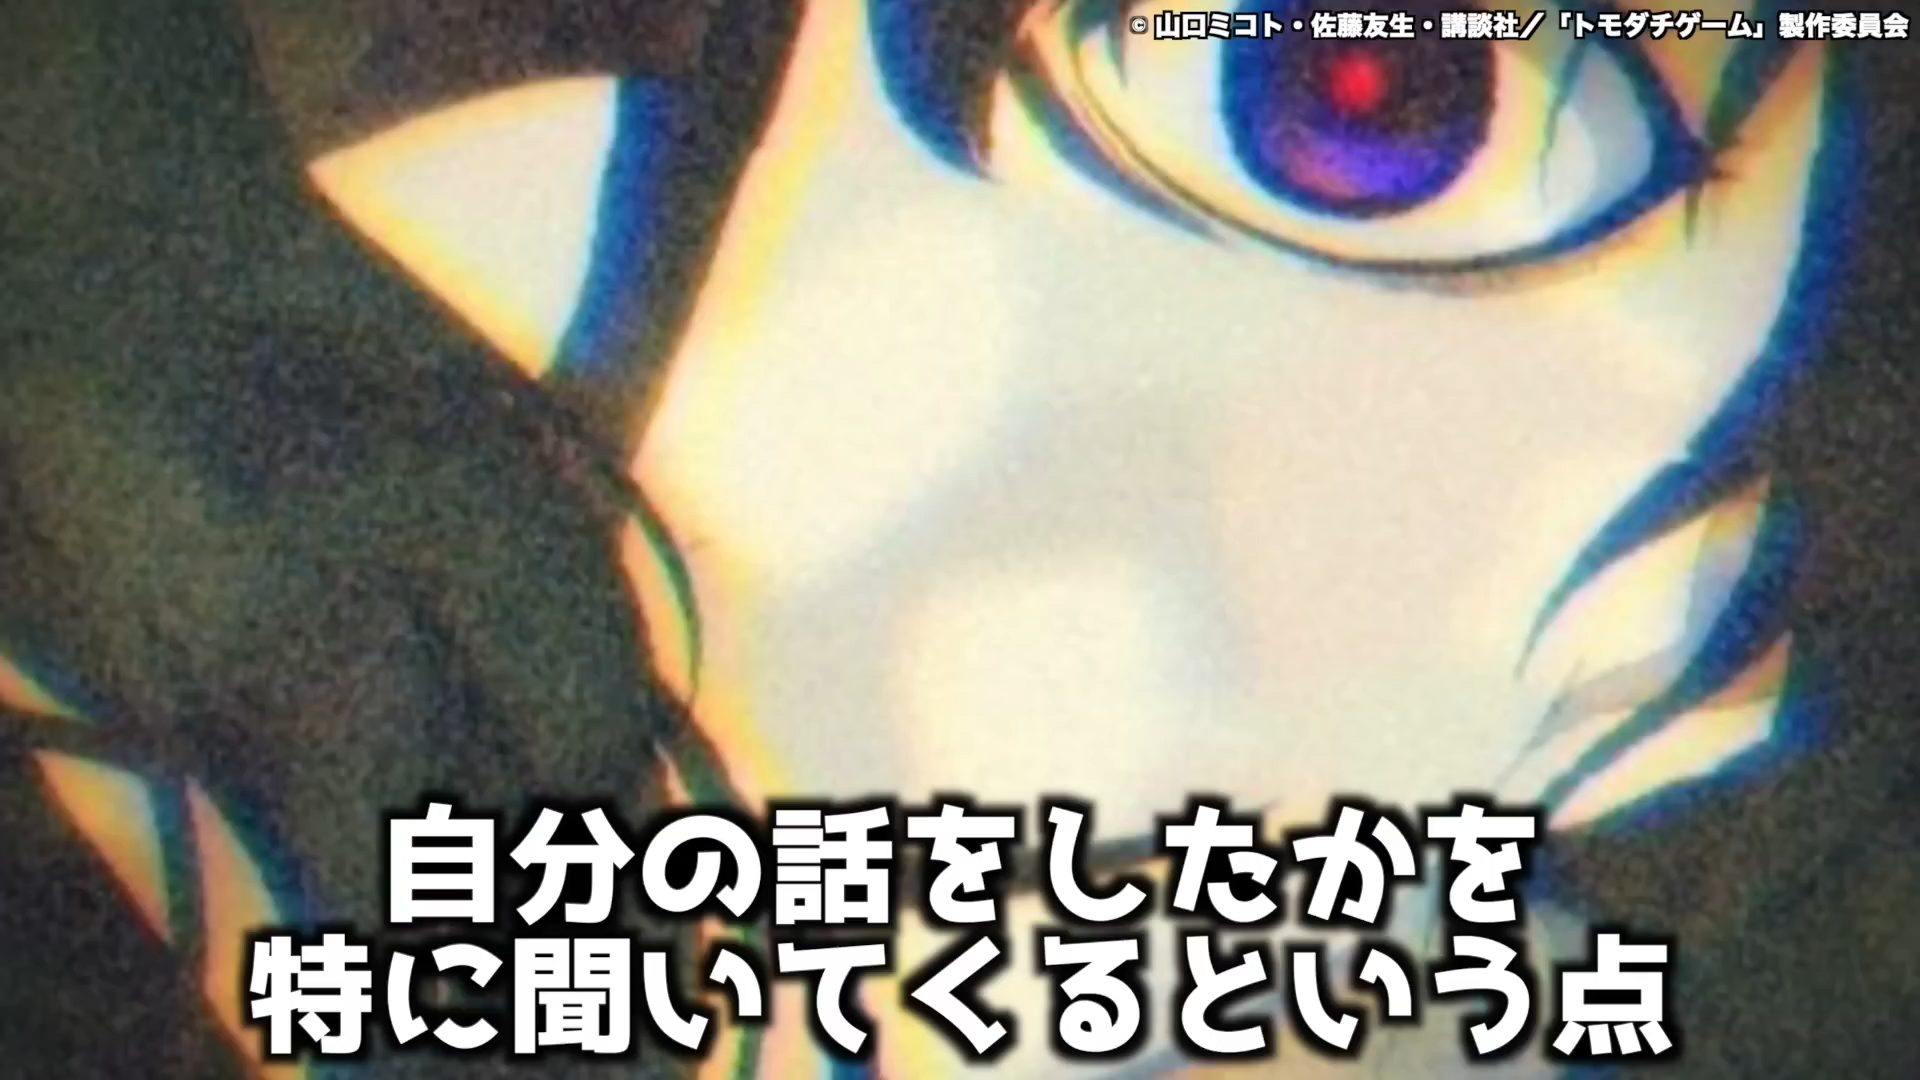 © 山口ミコト・佐藤友生・講談社／「トモダチゲーム」製作委員会
自分の話をしたかを
特に聞いてくるという点